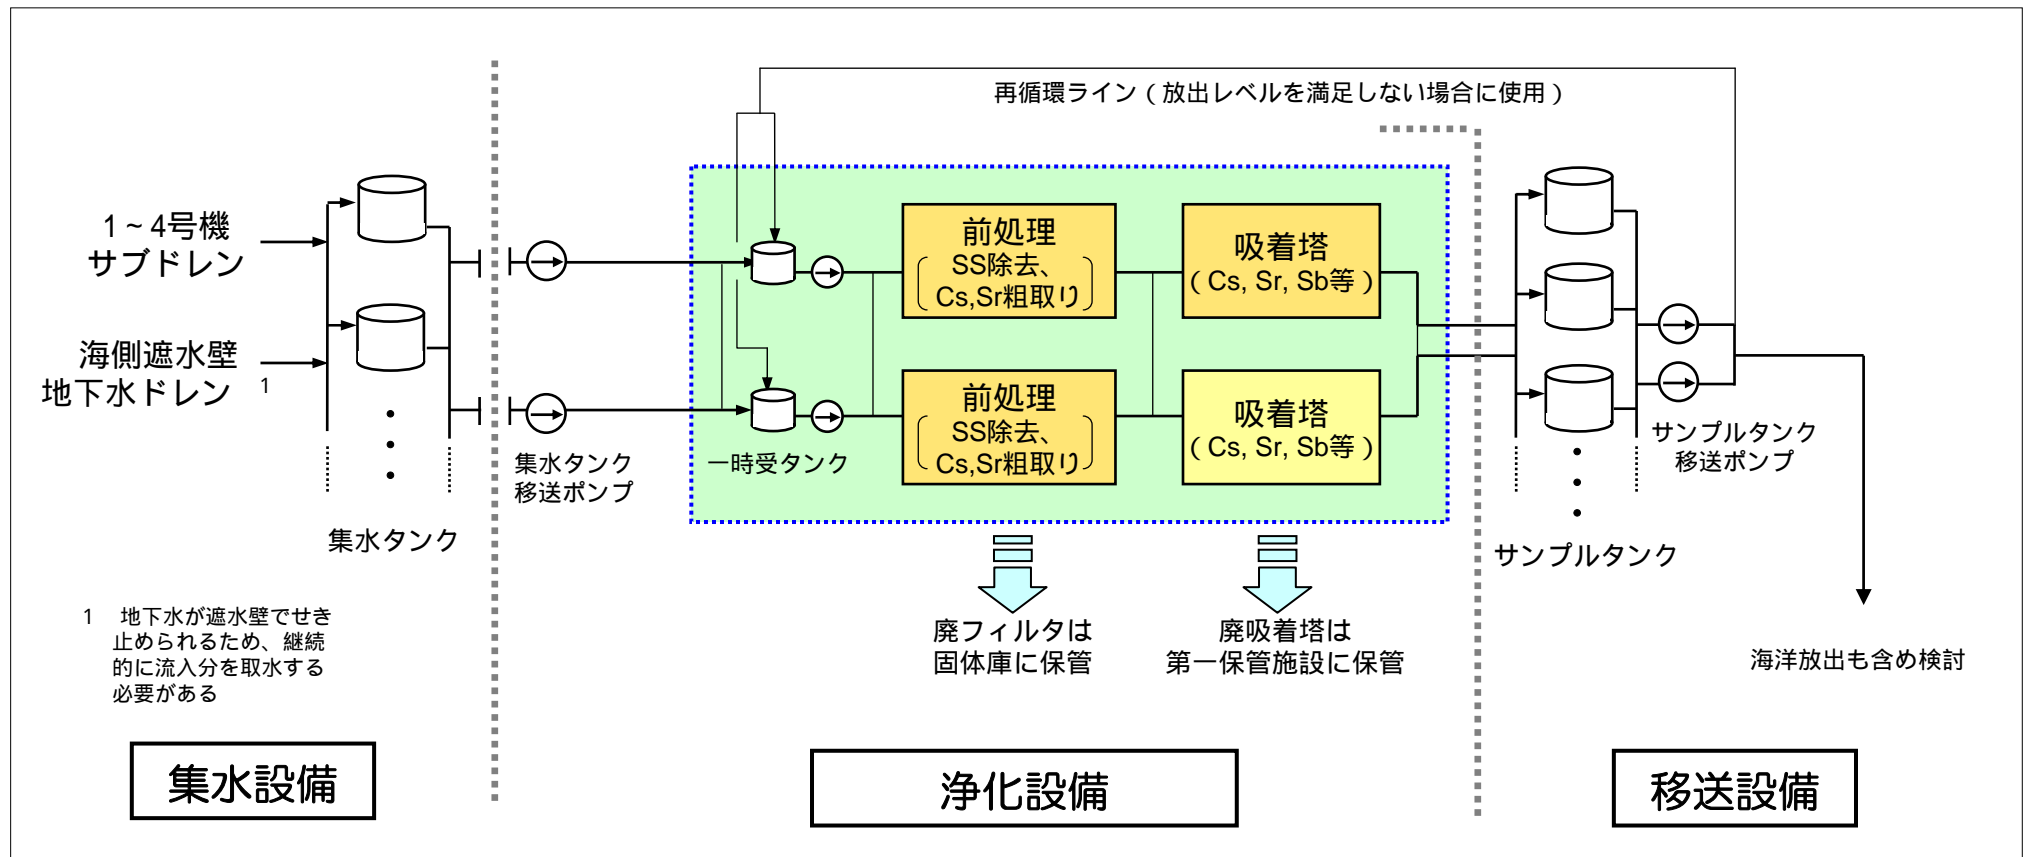 再循環ライン（放出レベルを満足しない場合に使用）
1～4号機
サブドレン
海側遮水壁
地下水ドレン 1
集水タンク
集水タンク
移送ポンプ
一時受タンク
前処理
SS除去、
Cs,Sr粗取り
吸着塔
（Cs, Sr, Sb等）
前処理
SS除去、
Cs,Sr粗取り
吸着塔
（Cs, Sr, Sb等）
サンプルタンク
サンプルタンク
移送ポンプ
廃フィルタは
固体庫に保管
廃吸着塔は
第一保管施設に保管
海洋放出も含め検討
1 地下水が遮水壁でせき
止められるため、継続
的に流入分を取水する
必要がある
集水設備
浄化設備
移送設備